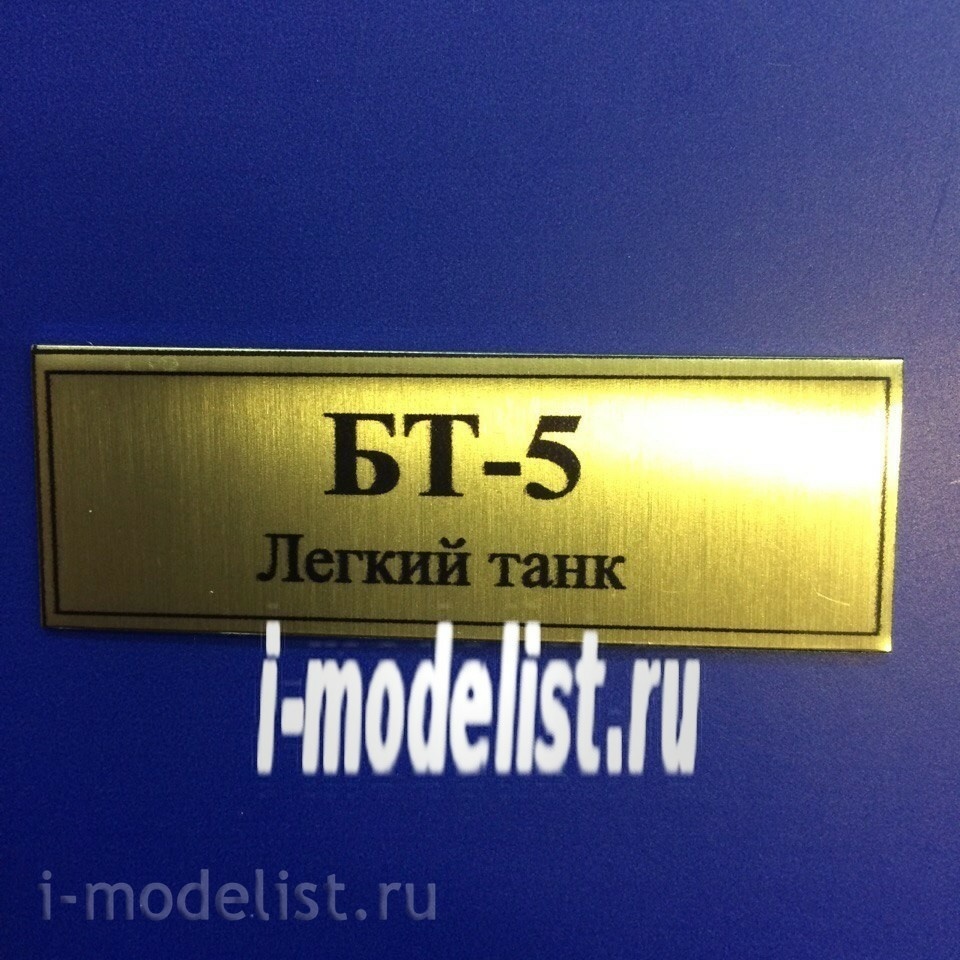 БТ-5
Легкий танк
i-modelist.ru
i-modelist.ru